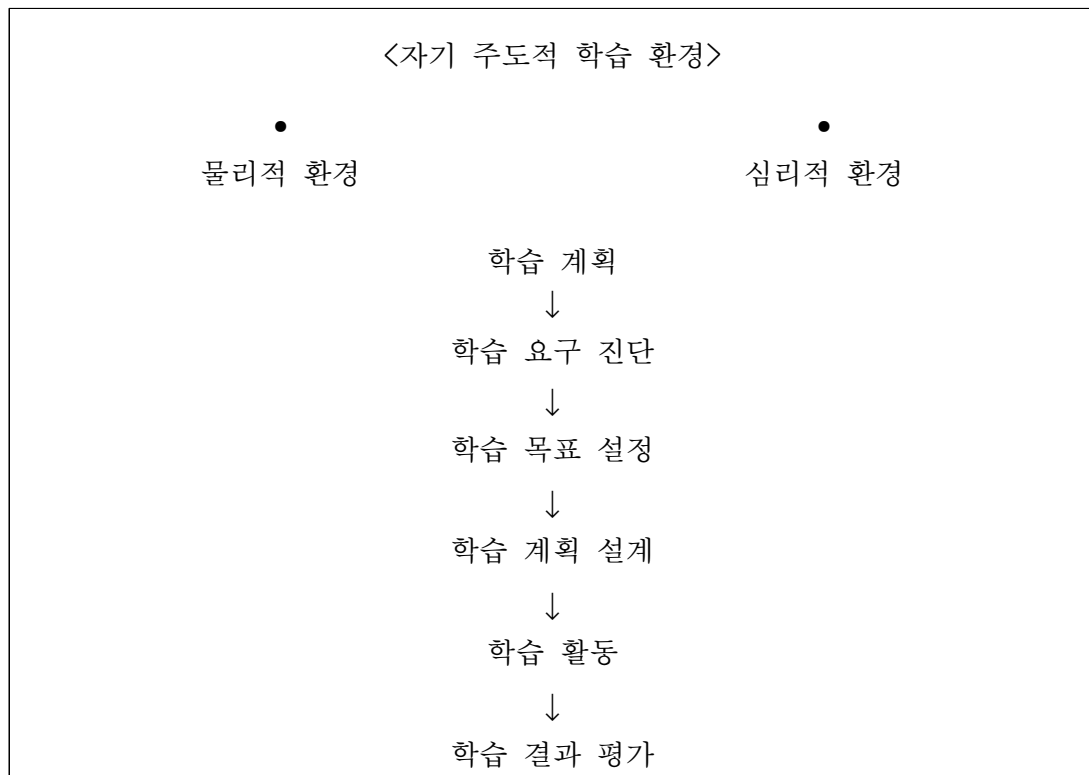 <자기 주도적 학습 환경>
• •
물리적 환경 심리적 환경
학습 계획
↓
학습 요구 진단
↓
학습 목표 설정
↓
학습 계획 설계
↓
학습 활동
↓
학습 결과 평가